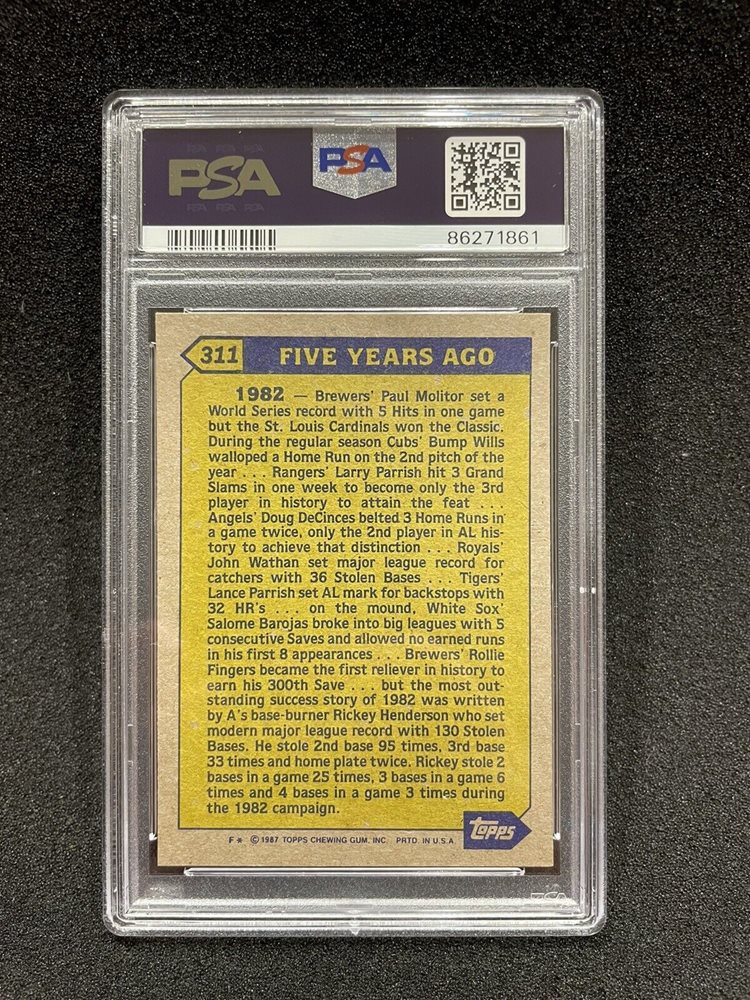 PSA
PSA
86271861
311 FIVE YEARS AGO
1982 — Brewers' Paul Molitor set a
World Series record with 5 Hits in one game
but the St. Louis Cardinals won the Classic.
During the regular season Cubs' Bump Wills
walloped a Home Run on the 2nd pitch of the
year . . . Rangers' Larry Parrish hit 3 Grand
Slams in one week to become only the 3rd
player in history to attain the feat . . .
Angels' Doug DeCinces belted 3 Home Runs in
a game twice, only the 2nd player in AL his-
tory to achieve that distinction . . . Royals'
John Wathan set major league record for
catchers with 36 Stolen Bases . . . Tigers'
Lance Parrish set AL mark for backstops with
32 HR's . . . on the mound, White Sox'
Salome Barojas broke into big leagues with 5
consecutive Saves and allowed no earned runs
in his first 8 appearances . . . Brewers' Rollie
Fingers became the first reliever in history to
earn his 300th Save . . . but the most out-
standing success story of 1982 was written
by A's base-burner Rickey Henderson who set
modern major league record with 130 Stolen
Bases. He stole 2nd base 95 times, 3rd base
33 times and home plate twice. Rickey stole 2
bases in a game 25 times, 3 bases in a game 6
times and 4 bases in a game 3 times during
the 1982 campaign.
topps
F* © 1987 TOPPS CHEWING GUM, INC. PRTD. IN U.S.A.
PSA